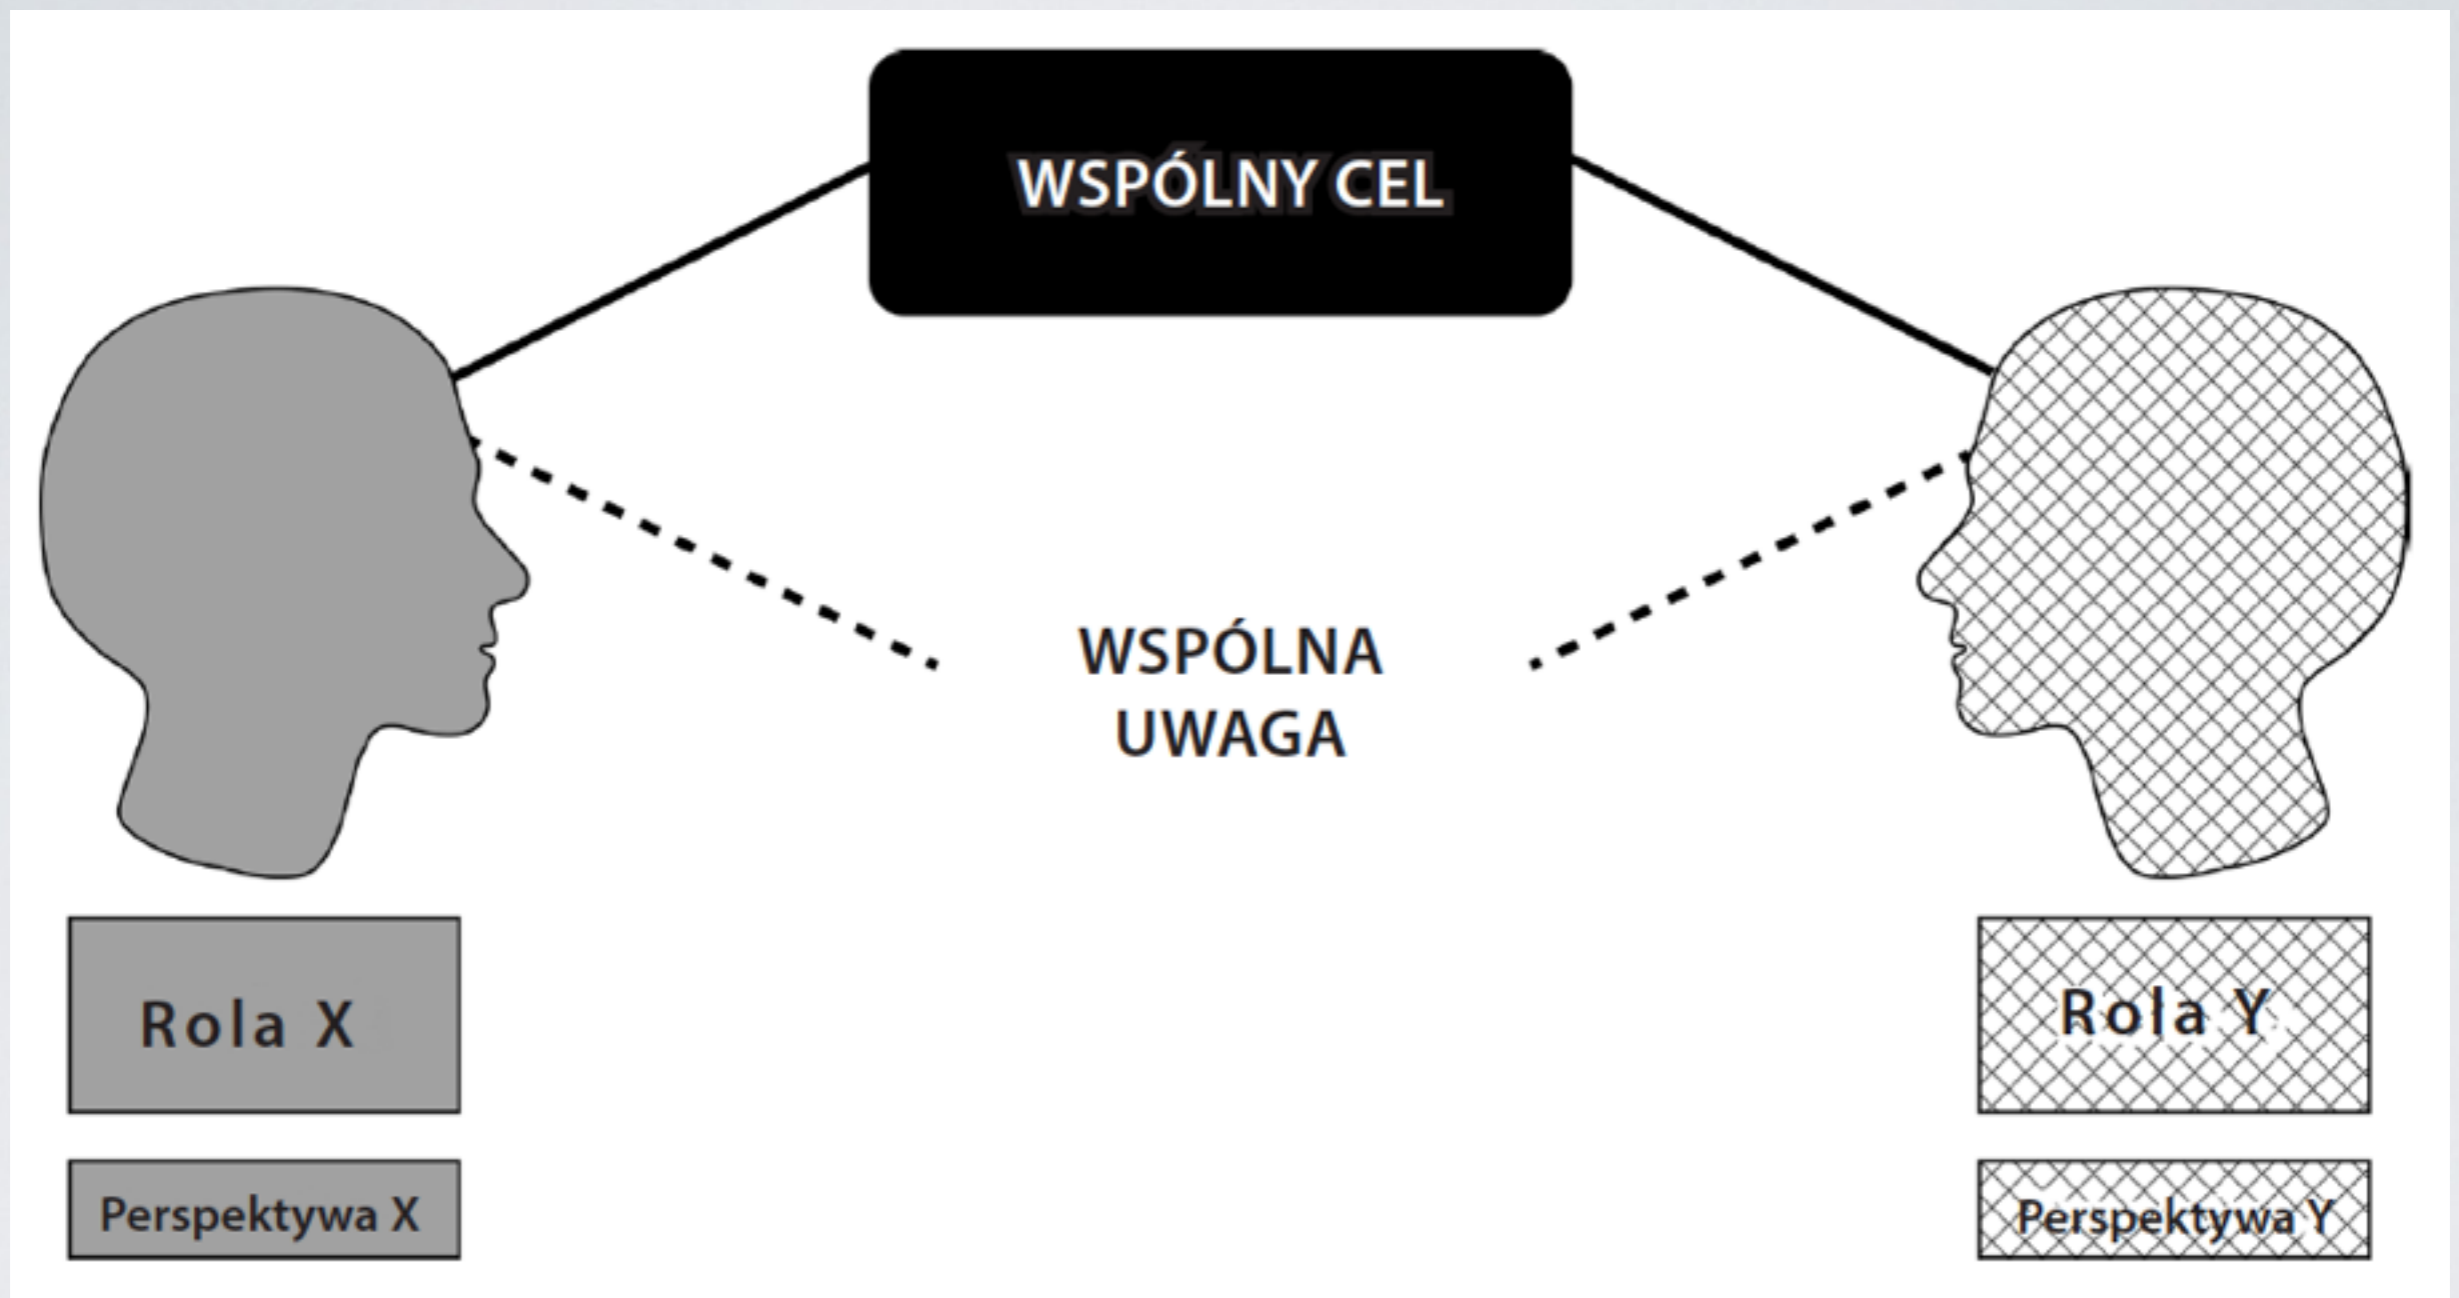 WSPÓLNY CEL
WSPÓLNA
UWAGA
Rola X
Rola Y
Perspektywa X
Perspektywa Y